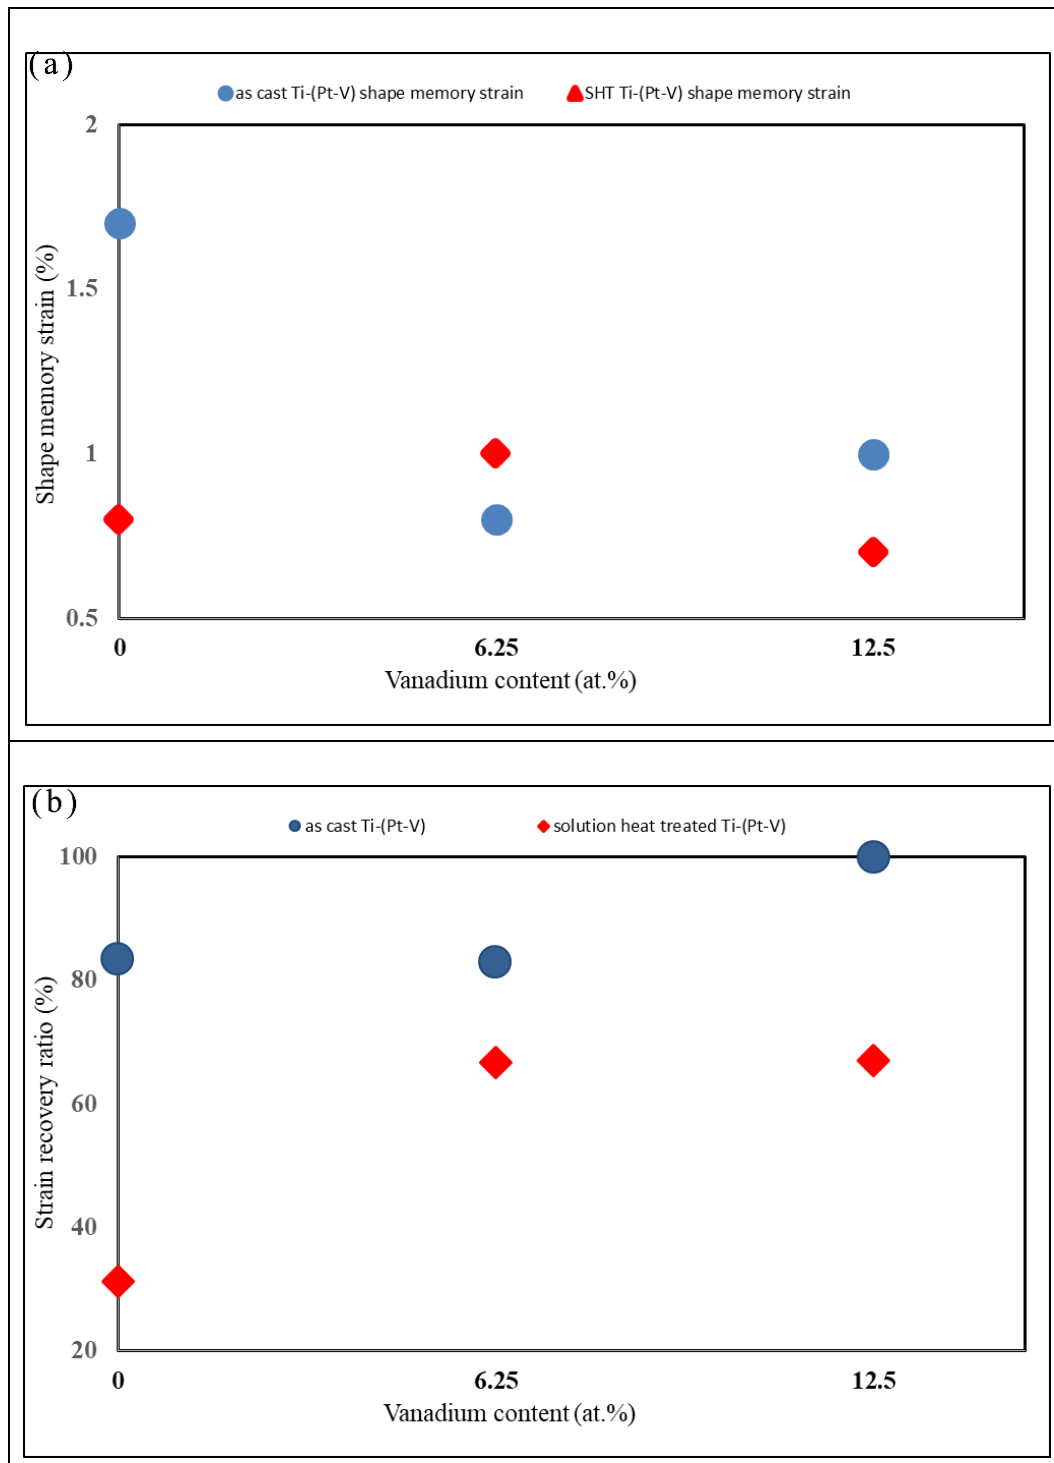 (a)
as cast Ti-(Pt-V) shape memory strain SHT Ti-(Pt-V) shape memory strain
2
1.5
1
0.5
Shape memory strain (%)
0 6.25 12.5
Vanadium content (at.%)
(b)
as cast Ti-(Pt-V) solution heat treated Ti-(Pt-V)
100
80
60
40
20
Strain recovery ratio (%)
0 6.25 12.5
Vanadium content (at.%)